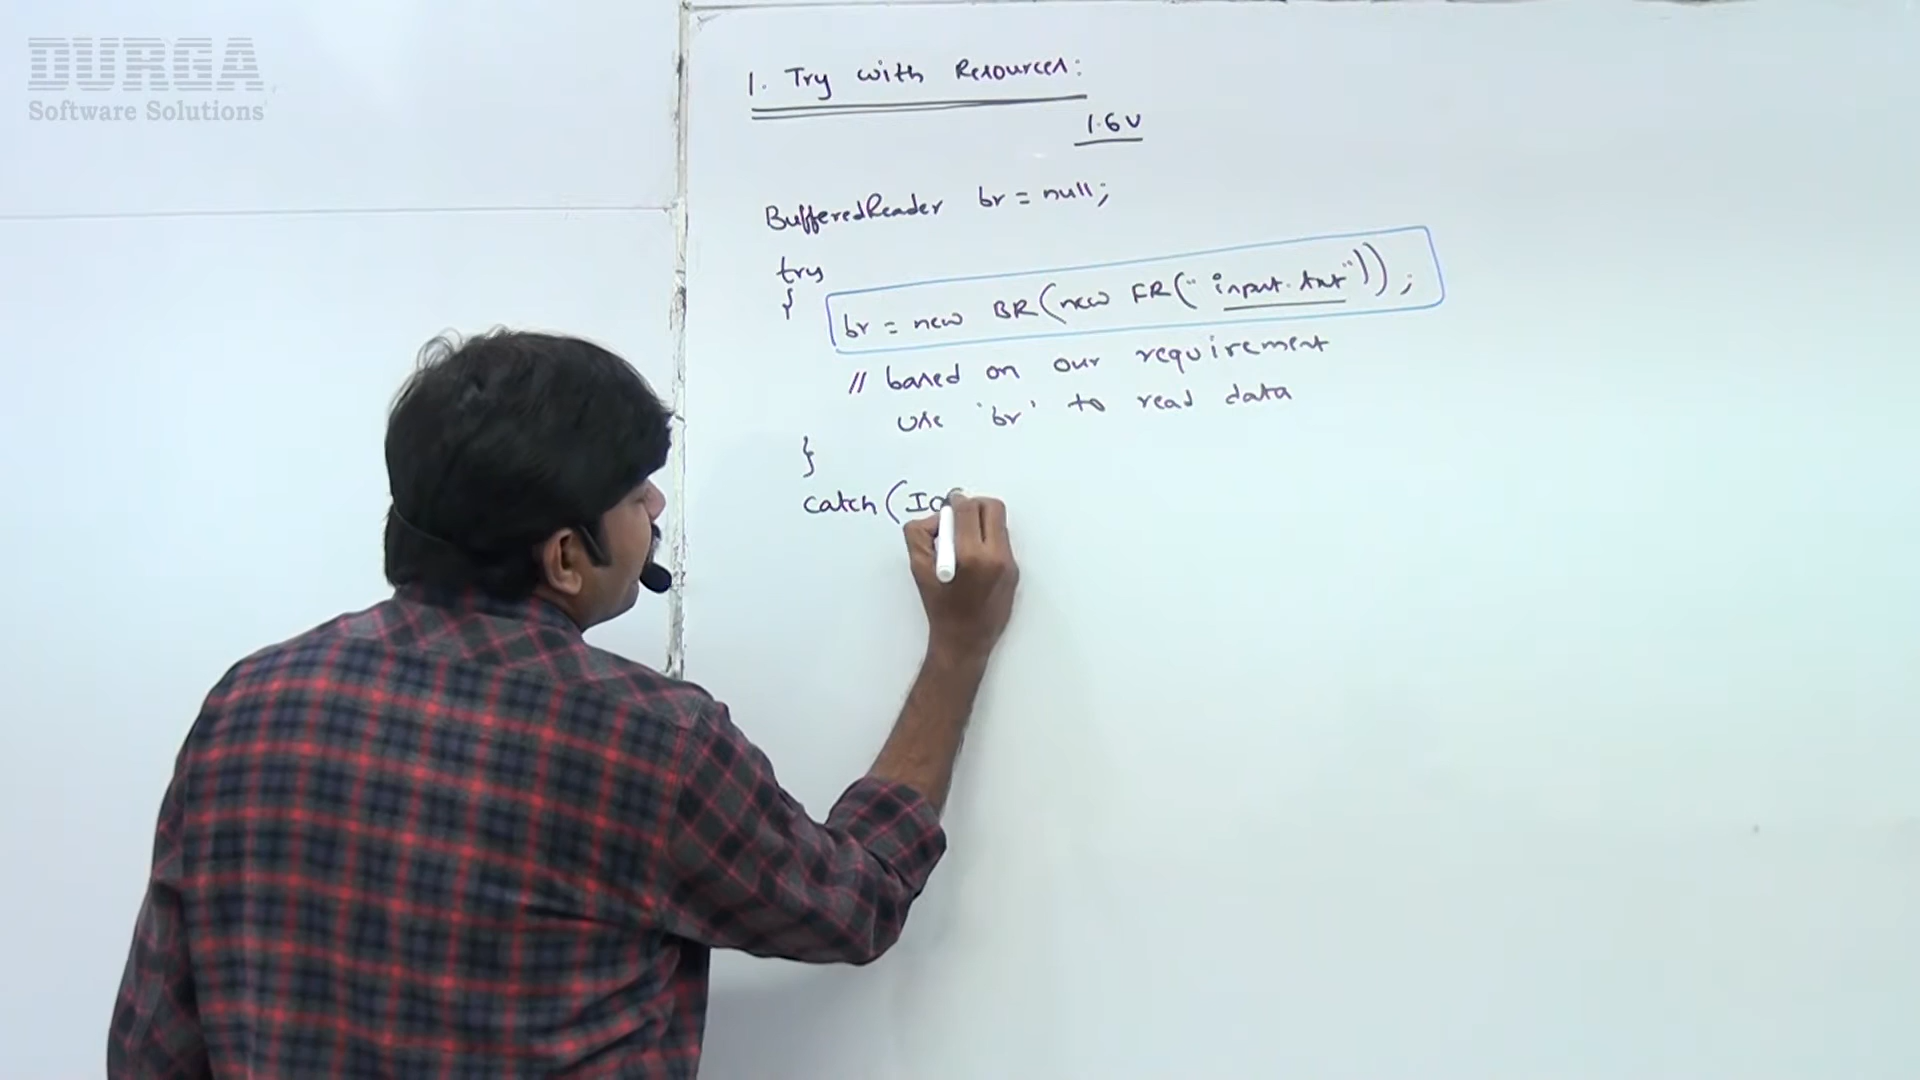 DURGA
Software Solutions
1. Try with Resources:
1.6 v
BufferedReader br = null;
try
{
br = new BR(new FR("input.txt"));
// based on our requirement
use 'br' to read data
}
catch (IO